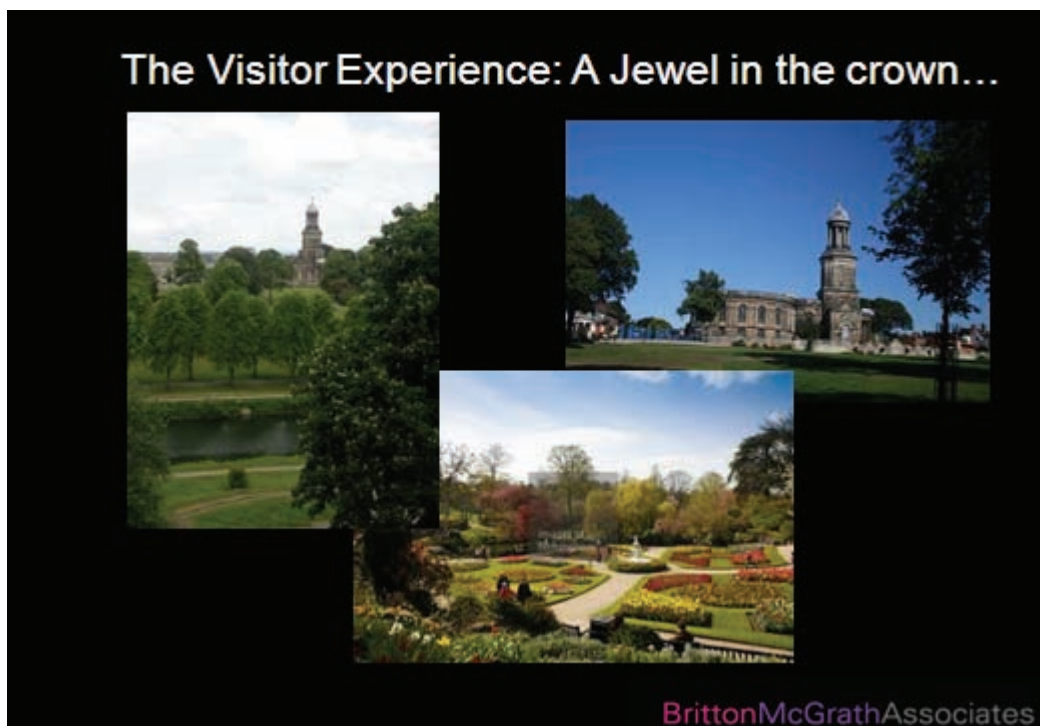 The Visitor Experience: A Jewel in the crown…
BrittonMcGrathAssociates